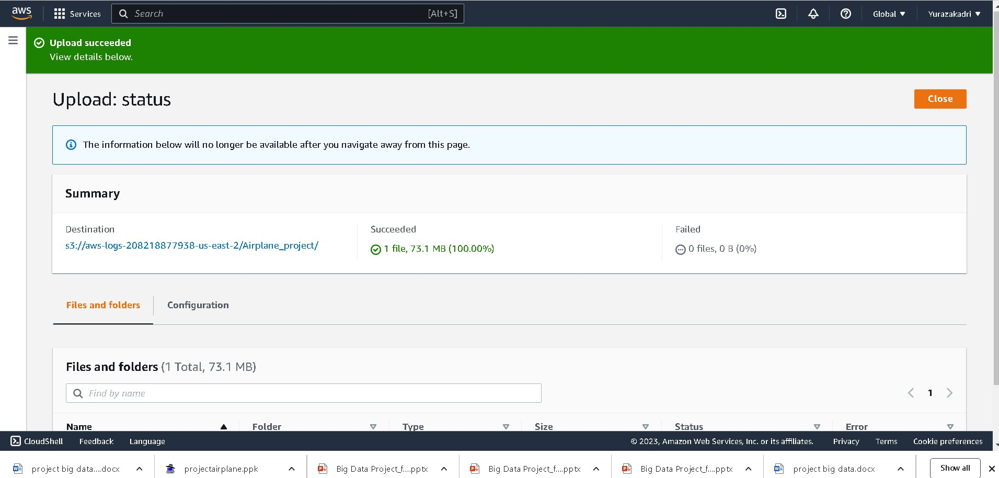 aws Services Search [Alt+S] Global ▼ Yurazakadri ▼
Upload succeeded
View details below.
Upload: status
Close
The information below will no longer be available after you navigate away from this page.
Summary
Destination
s3://aws-logs-208218877938-us-east-2/Airplane_project/
Succeeded
1 file, 73.1 MB (100.00%)
Failed
0 files, 0 B (0%)
Files and folders Configuration
Files and folders (1 Total, 73.1 MB)
Find by name
1
Name Folder Type Size Status Error
CloudShell Feedback Language © 2023, Amazon Web Services, Inc. or its affiliates. Privacy Terms Cookie preferences
project big data....docx projectairplane.ppk Big Data Project_f....pptx Big Data Project_f....pptx Big Data Project_f....pptx project big data.docx Show all